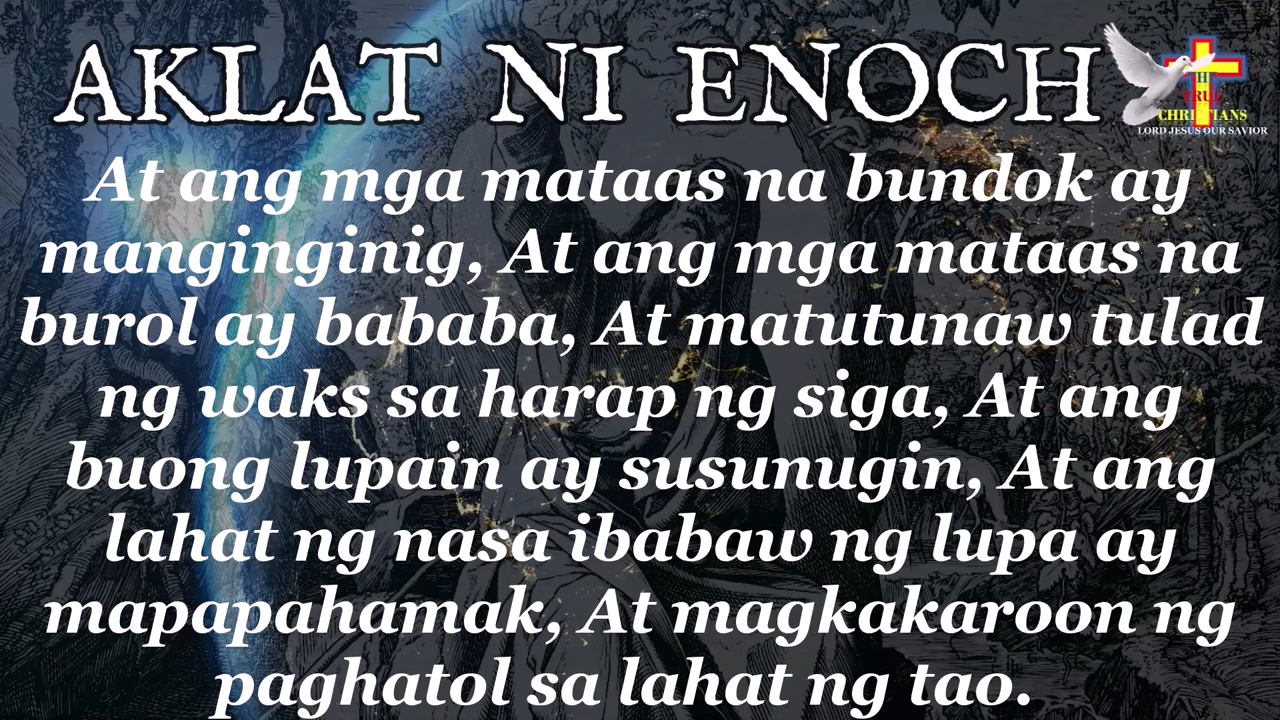 AKLAT NI ENOCH
TRUE
CHRISTIANS
LORD JESUS OUR SAVIOR
At ang mga mataas na bundok ay
manginginig, At ang mga mataas na
burol ay bababa, At matutunaw tulad
ng waks sa harap ng siga, At ang
buong lupain ay susunugin, At ang
lahat ng nasa ibabaw ng lupa ay
mapapahamak, At magkakaroon ng
paghatol sa lahat ng tao.